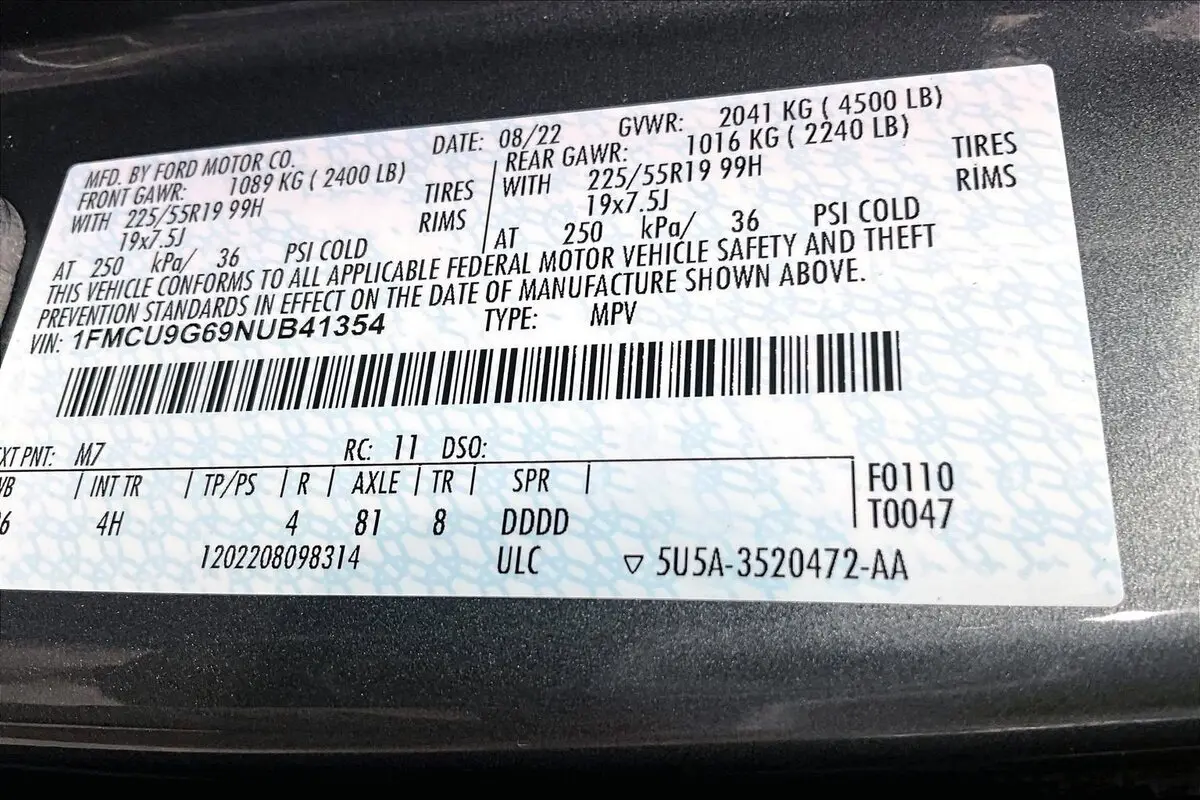 MFD. BY FORD MOTOR CO. DATE: 08/22 GVWR: 2041 KG ( 4500 LB)
FRONT GAWR: 1089 KG ( 2400 LB) REAR GAWR: 1016 KG ( 2240 LB)
WITH 225/55R19 99H TIRES WITH 225/55R19 99H TIRES
19x7.5J RIMS 19x7.5J RIMS
AT 250 kPa/ 36 PSI COLD AT 250 kPa/ 36 PSI COLD
THIS VEHICLE CONFORMS TO ALL APPLICABLE FEDERAL MOTOR VEHICLE SAFETY AND THEFT
PREVENTION STANDARDS IN EFFECT ON THE DATE OF MANUFACTURE SHOWN ABOVE.
VIN: 1FMCU9G69NUB41354 TYPE: MPV
XT PNT: M7 RC: 11 DSO:
WB | INT TR | TP/PS | R | AXLE | TR | SPR | F0110
6 4H 4 81 8 DDDD T0047
1202208098314 ULC ▽ 5U5A-3520472-AA